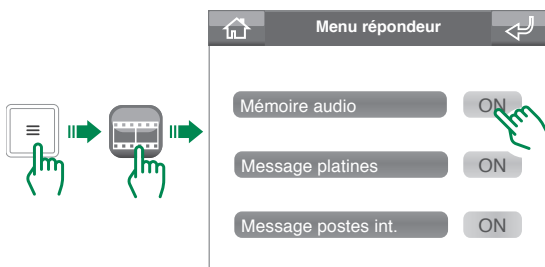 Menu répondeur
Mémoire audio ON
Message platines ON
Message postes int. ON